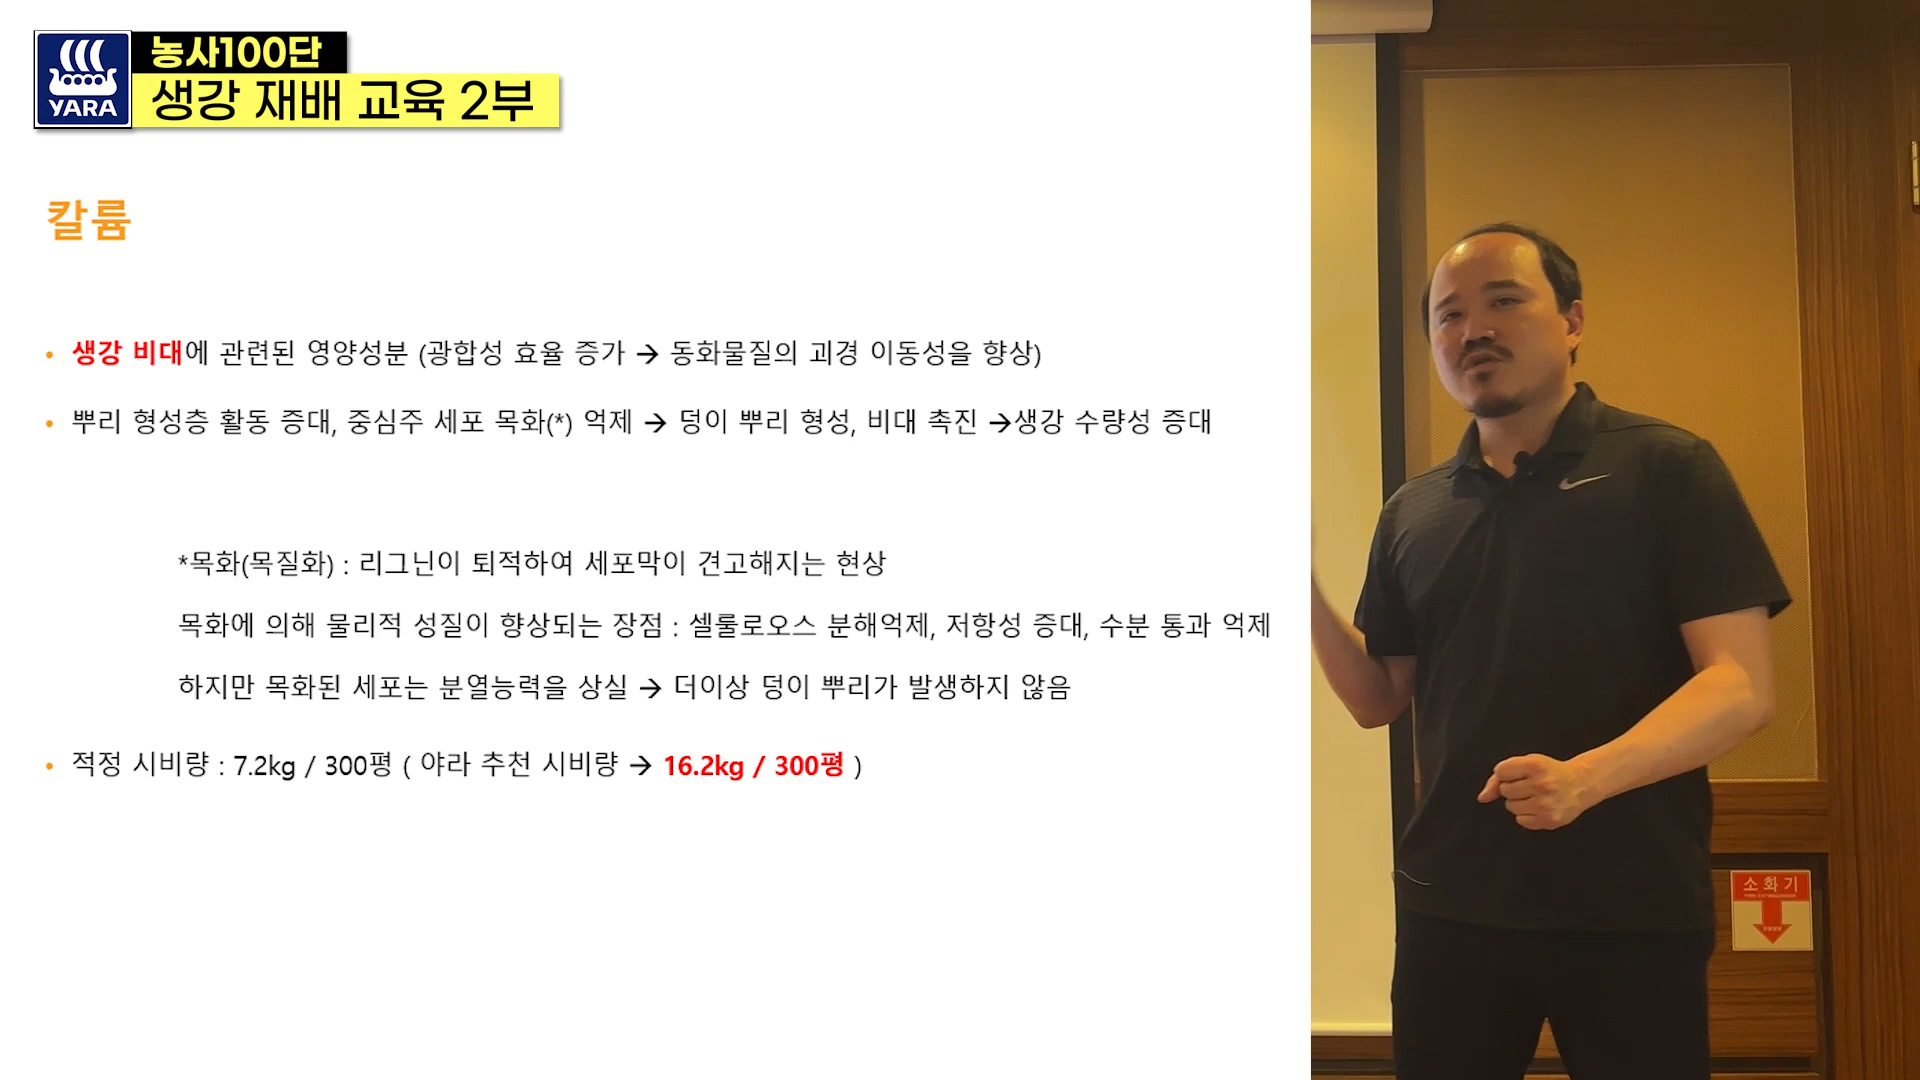 YARA
농사100단
생강 재배 교육 2부
칼륨
• 생강 비대에 관련된 영양성분 (광합성 효율 증가 → 동화물질의 괴경 이동성을 향상)
• 뿌리 형성층 활동 증대, 중심주 세포 목화(*) 억제 → 덩이 뿌리 형성, 비대 촉진 →생강 수량성 증대
*목화(목질화) : 리그닌이 퇴적하여 세포막이 견고해지는 현상
목화에 의해 물리적 성질이 향상되는 장점 : 셀룰로오스 분해억제, 저항성 증대, 수분 통과 억제
하지만 목화된 세포는 분열능력을 상실 → 더이상 덩이 뿌리가 발생하지 않음
• 적정 시비량 : 7.2kg / 300평 ( 야라 추천 시비량 → 16.2kg / 300평 )
소화기